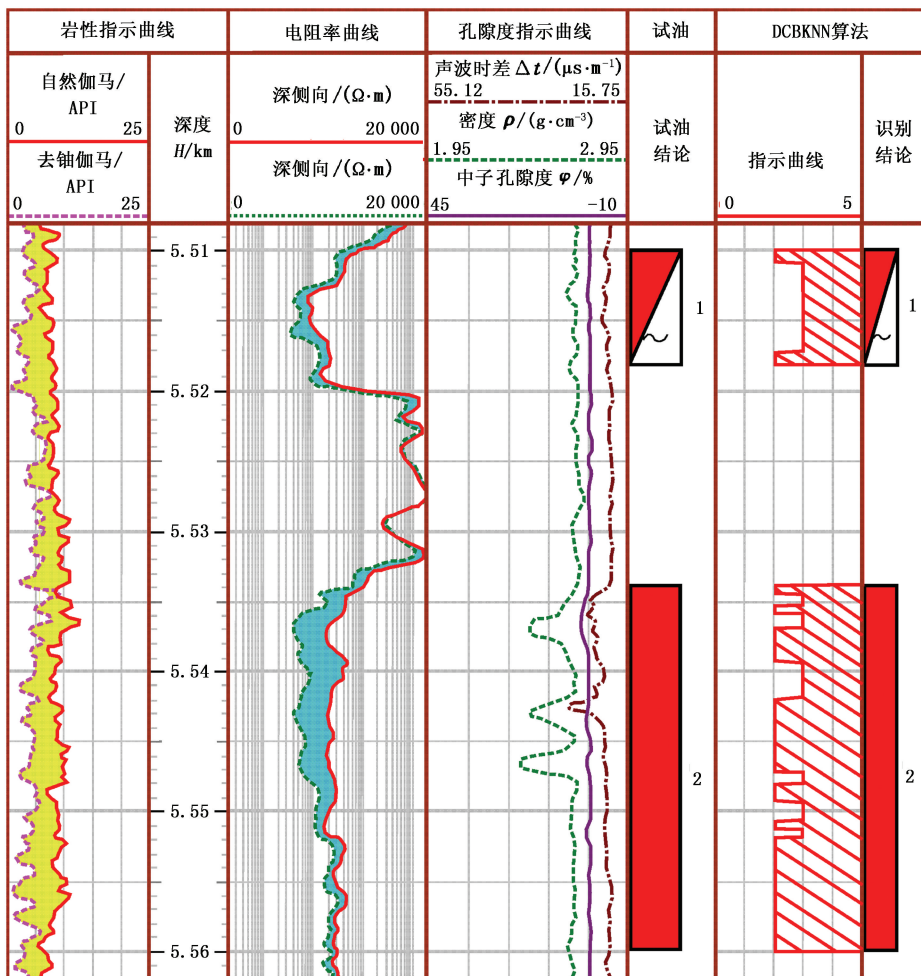 岩性指示曲线
电阻率曲线
孔隙度指示曲线
试油
DCBKNN算法
自然伽马/
API
0 25
去铀伽马/
API
0 25
深度
H/km
深侧向/(Ω·m)
0 20 000
深侧向/(Ω·m)
0 20 000
声波时差 Δt/(μs·m⁻¹)
55.12 15.75
密度 ρ/(g·cm⁻³)
1.95 2.95
中子孔隙度 φ/%
45 −10
试油
结论
指示曲线
0 5
识别
结论
5.51
5.52
5.53
5.54
5.55
5.56
~
1
2
~
1
2